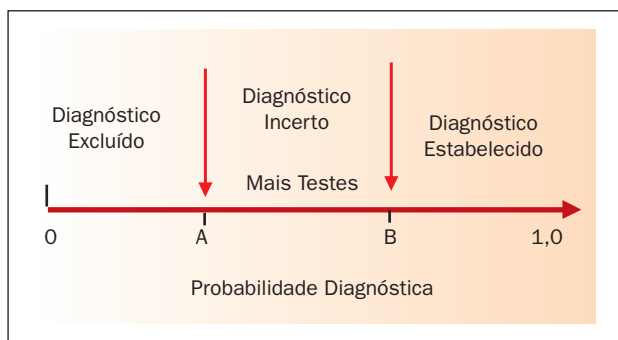 Diagnóstico
Excluído
Diagnóstico
Incerto
Diagnóstico
Estabelecido
Mais Testes
0
A
B
1,0
Probabilidade Diagnóstica